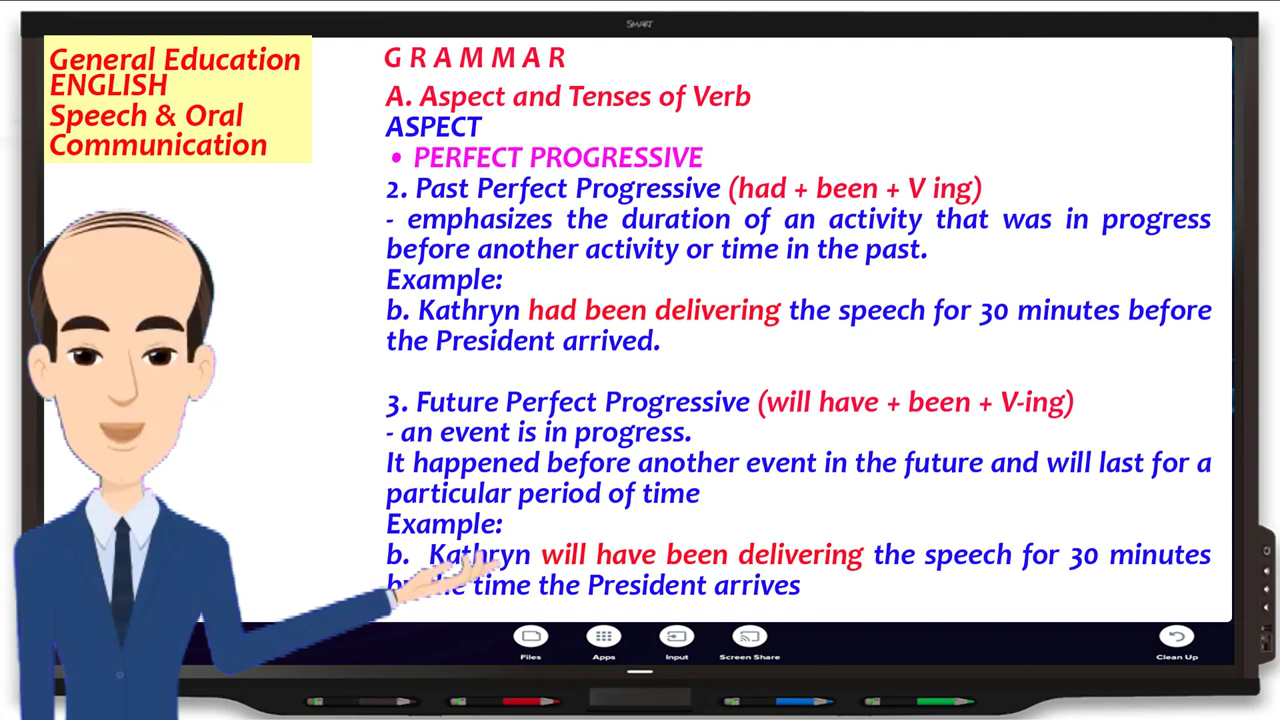 SMART
General Education
ENGLISH
Speech & Oral
Communication
G R A M M A R
A. Aspect and Tenses of Verb
ASPECT
• PERFECT PROGRESSIVE
2. Past Perfect Progressive (had + been + V ing)
- emphasizes the duration of an activity that was in progress
before another activity or time in the past.
Example:
b. Kathryn had been delivering the speech for 30 minutes before
the President arrived.
3. Future Perfect Progressive (will have + been + V-ing)
- an event is in progress.
It happened before another event in the future and will last for a
particular period of time
Example:
b. Kathryn will have been delivering the speech for 30 minutes
by the time the President arrives
Files Apps Input Screen Share Clean Up